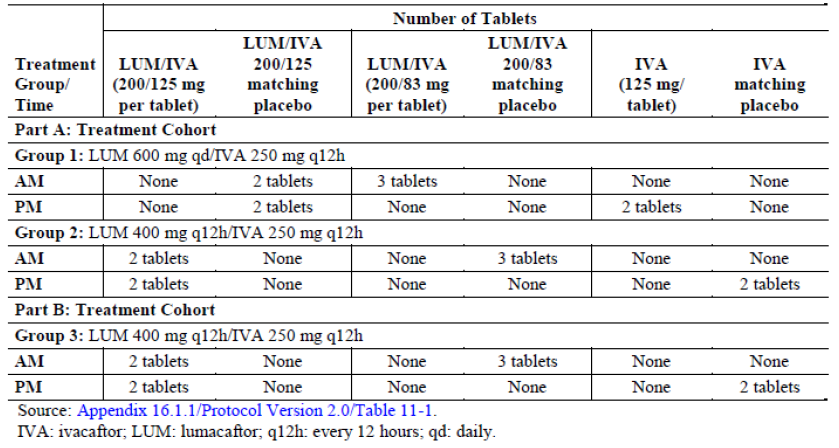 Number of Tablets
Treatment Group/ Time	LUM/IVA (200/125 mg per tablet)	LUM/IVA 200/125 matching placebo	LUM/IVA (200/83 mg per tablet)	LUM/IVA 200/83 matching placebo	IVA (125 mg/ tablet)	IVA matching placebo
Part A: Treatment Cohort
Group 1: LUM 600 mg qd/IVA 250 mg q12h
AM	None	2 tablets	3 tablets	None	None	None
PM	None	2 tablets	None	None	2 tablets	None
Group 2: LUM 400 mg q12h/IVA 250 mg q12h
AM	2 tablets	None	None	3 tablets	None	None
PM	2 tablets	None	None	None	None	2 tablets
Part B: Treatment Cohort
Group 3: LUM 400 mg q12h/IVA 250 mg q12h
AM	2 tablets	None	None	3 tablets	None	None
PM	2 tablets	None	None	None	None	2 tablets
Source: Appendix 16.1.1/Protocol Version 2.0/Table 11-1.
IVA: ivacaftor; LUM: lumacaftor; q12h: every 12 hours; qd: daily.